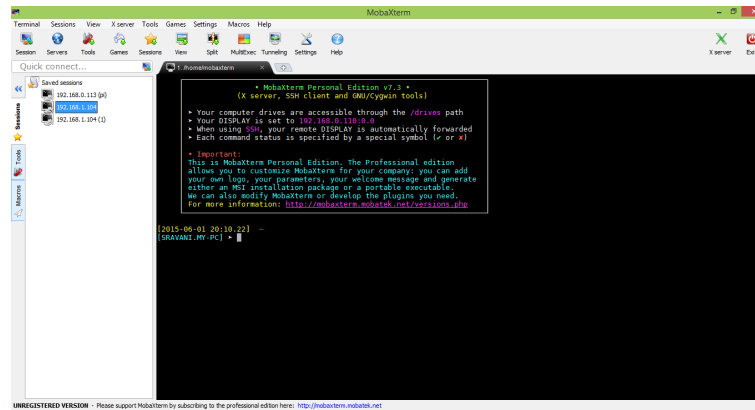 MobaXterm
Terminal Sessions View X server Tools Games Settings Macros Help
Session Servers Tools Games Sessions View Split MultiExec Tunneling Settings Help X server Exi
Quick connect...
1. /home/mobaxterm
Saved sessions
192.168.0.113 (pi)
192.168.1.104
192.168.1.104 (1)
Sessions
Tools
Macros
• MobaXterm Personal Edition v7.3 •
(X server, SSH client and GNU/Cygwin tools)
➤ Your computer drives are accessible through the /drives path
➤ Your DISPLAY is set to 192.168.0.110:0.0
➤ When using SSH, your remote DISPLAY is automatically forwarded
➤ Each command status is specified by a special symbol (✓ or ✗)
• Important:
This is MobaXterm Personal Edition. The Professional edition
allows you to customize MobaXterm for your company: you can add
your own logo, your parameters, your welcome message and generate
either an MSI installation package or a portable executable.
We can also modify MobaXterm or develop the plugins you need.
For more information: http://mobaxterm.mobatek.net/versions.php
[2015-06-01 20:10.22] ~
[SRAVANI.MY-PC] ➤
UNREGISTERED VERSION - Please support MobaXterm by subscribing to the professional edition here: http://mobaxterm.mobatek.net